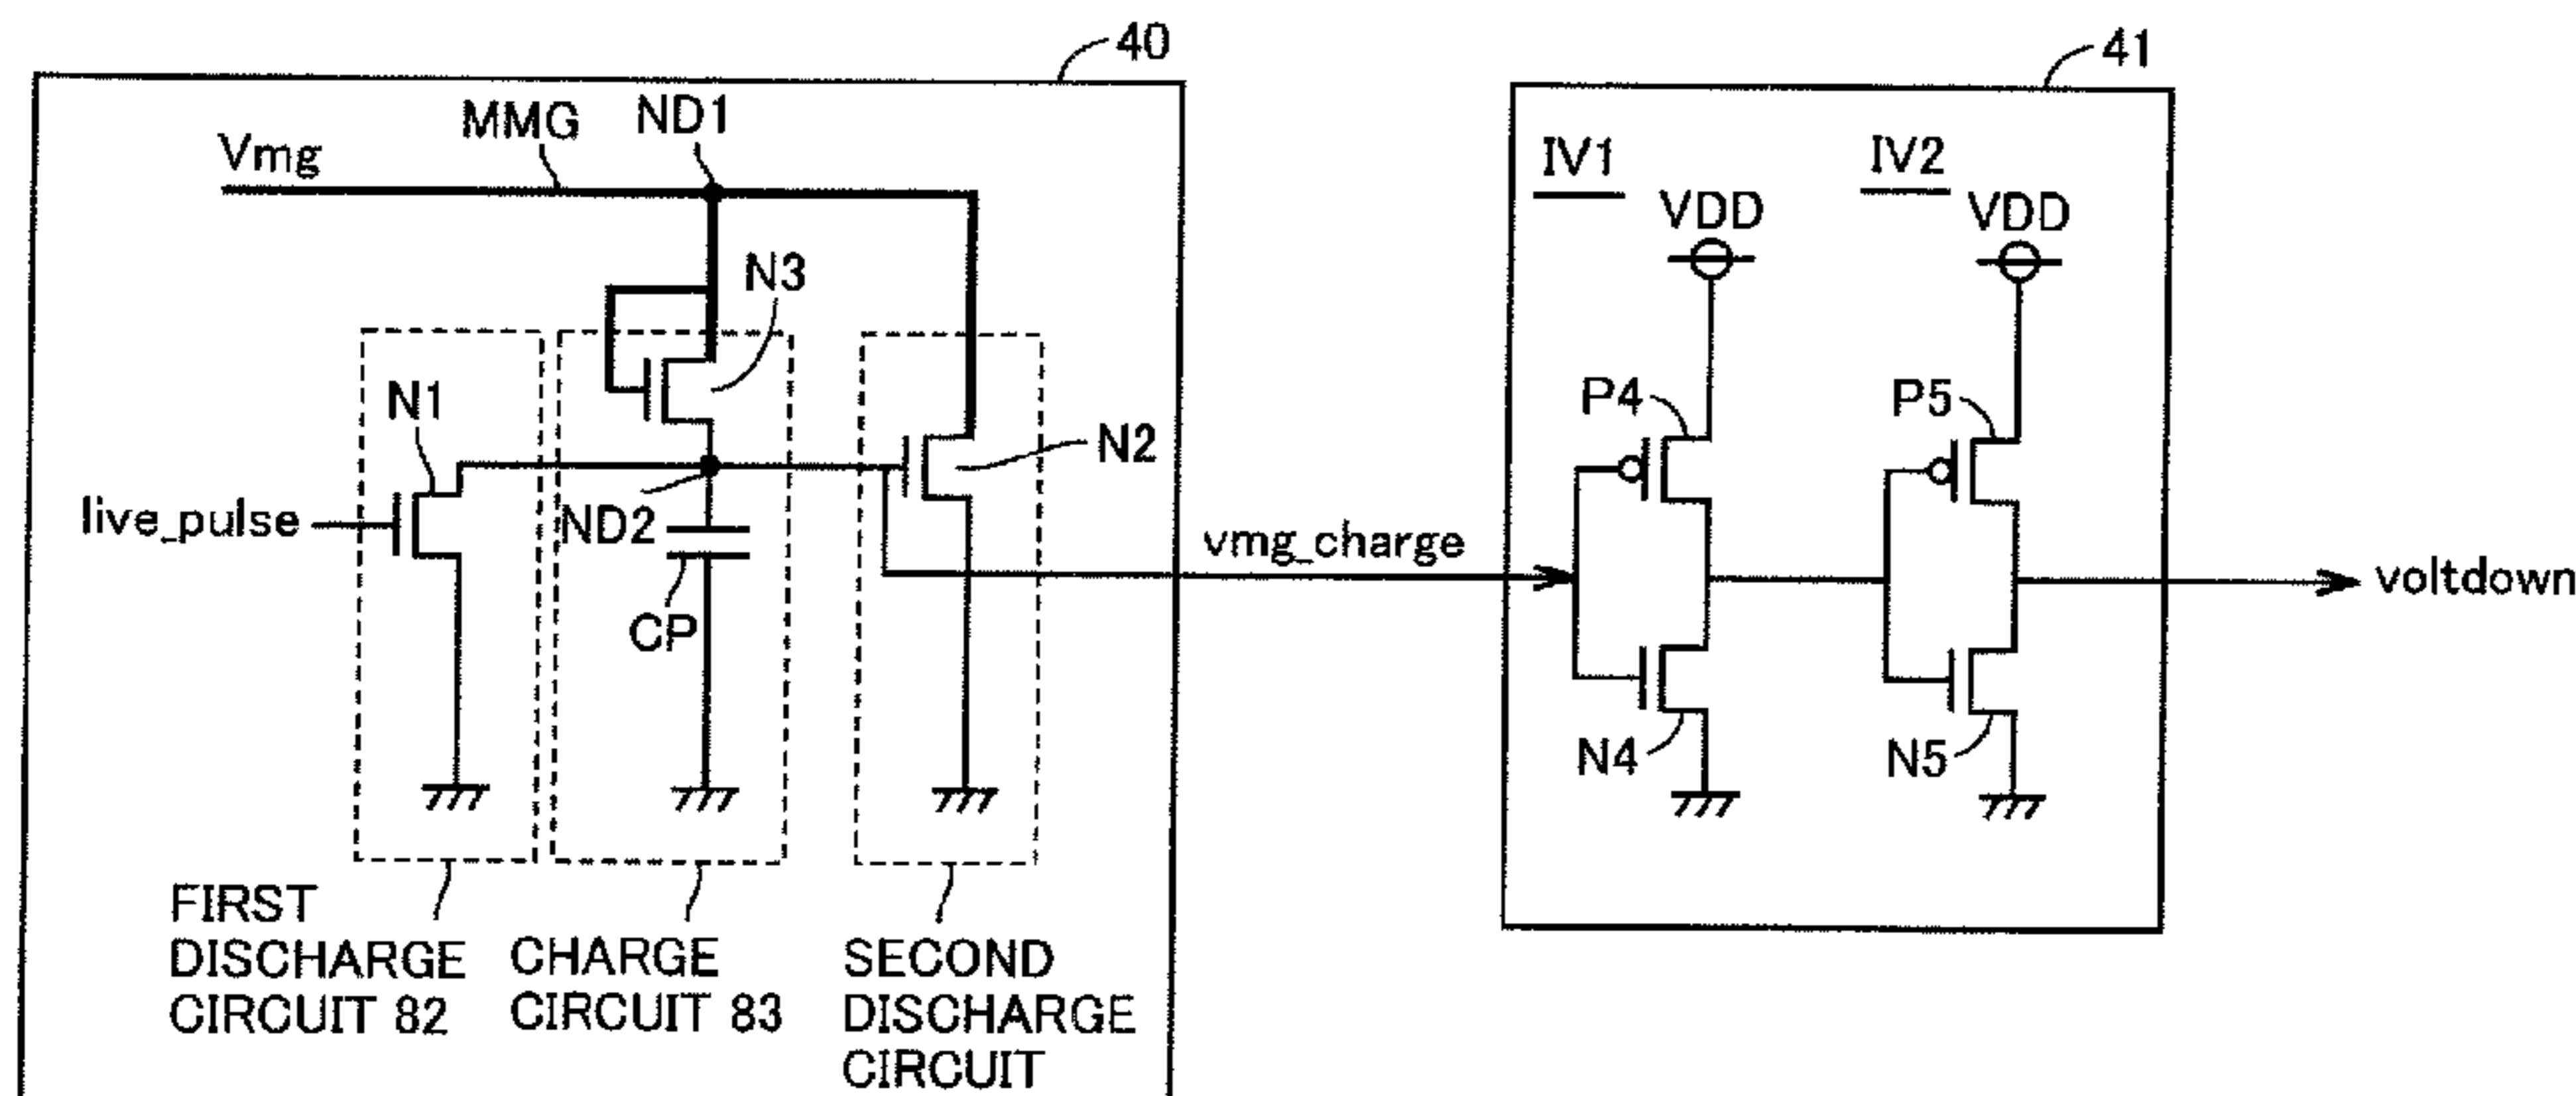 40
41
MMG
ND1
Vmg
IV1
IV2
VDD
VDD
N3
N1
P4
P5
N2
live_pulse
ND2
vmg_charge
voltdown
CP
N4
N5
FIRST
DISCHARGE
CIRCUIT 82
CHARGE
CIRCUIT 83
SECOND
DISCHARGE
CIRCUIT